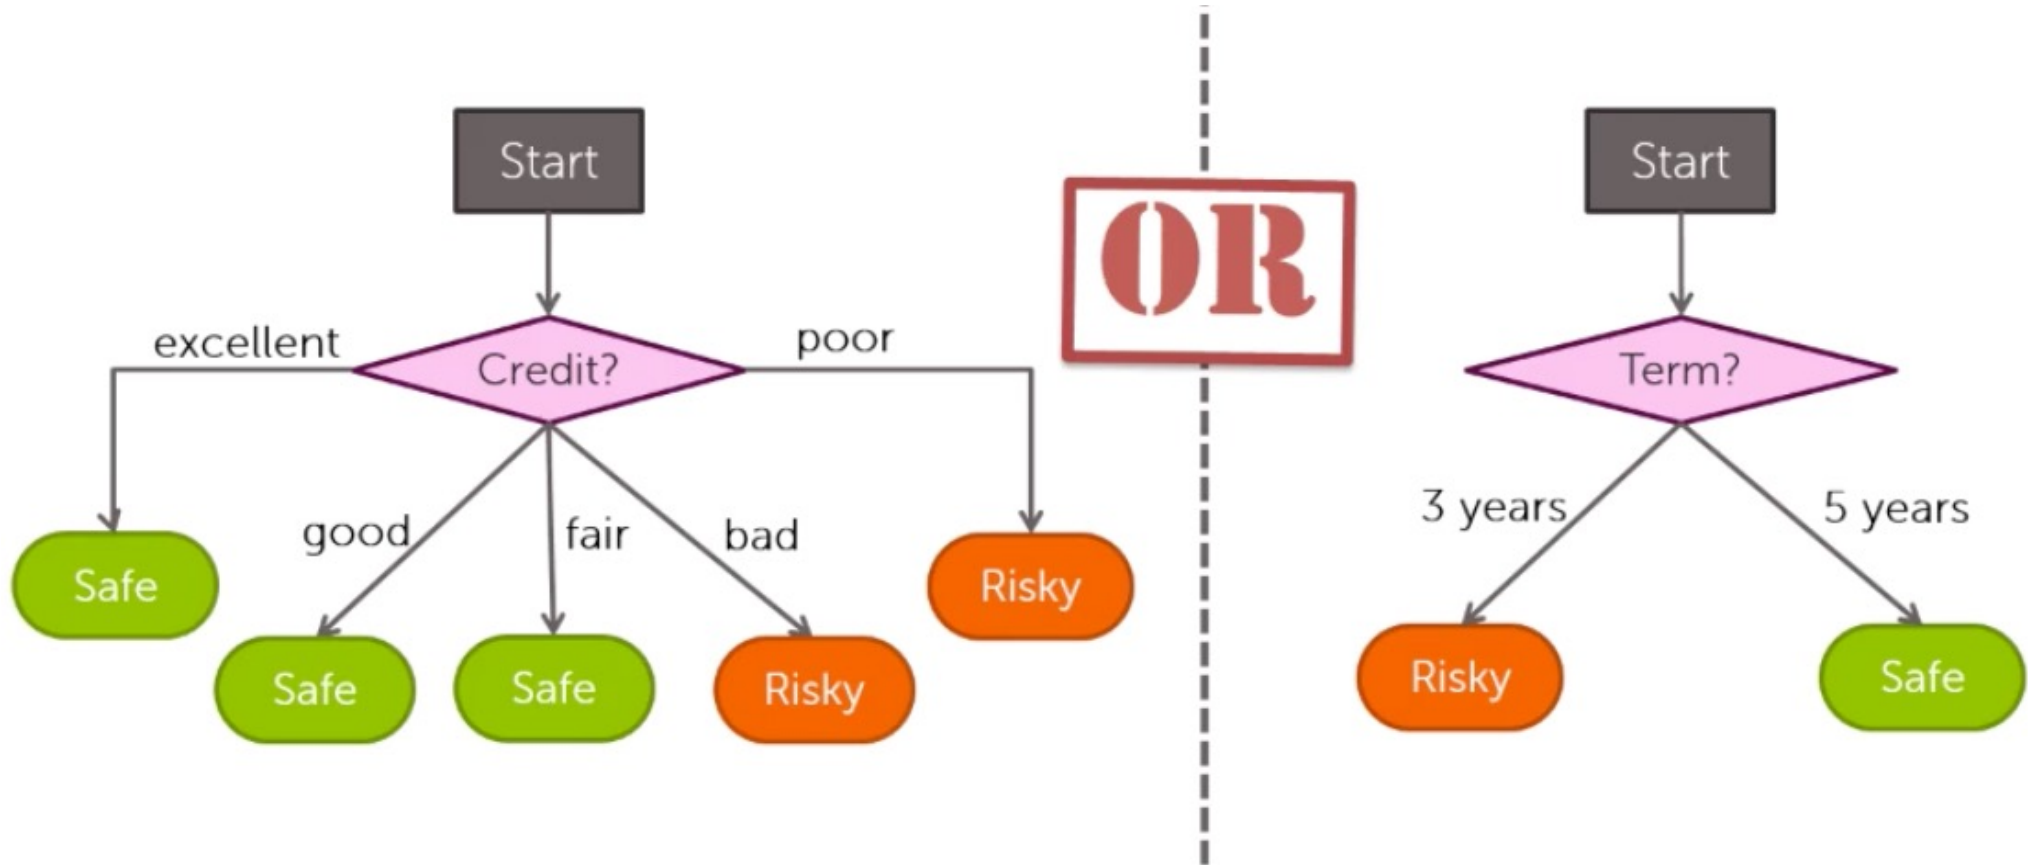 Start
Credit?
excellent
poor
good
fair
bad
Safe
Safe
Safe
Risky
Risky
OR
Start
Term?
3 years
5 years
Risky
Safe